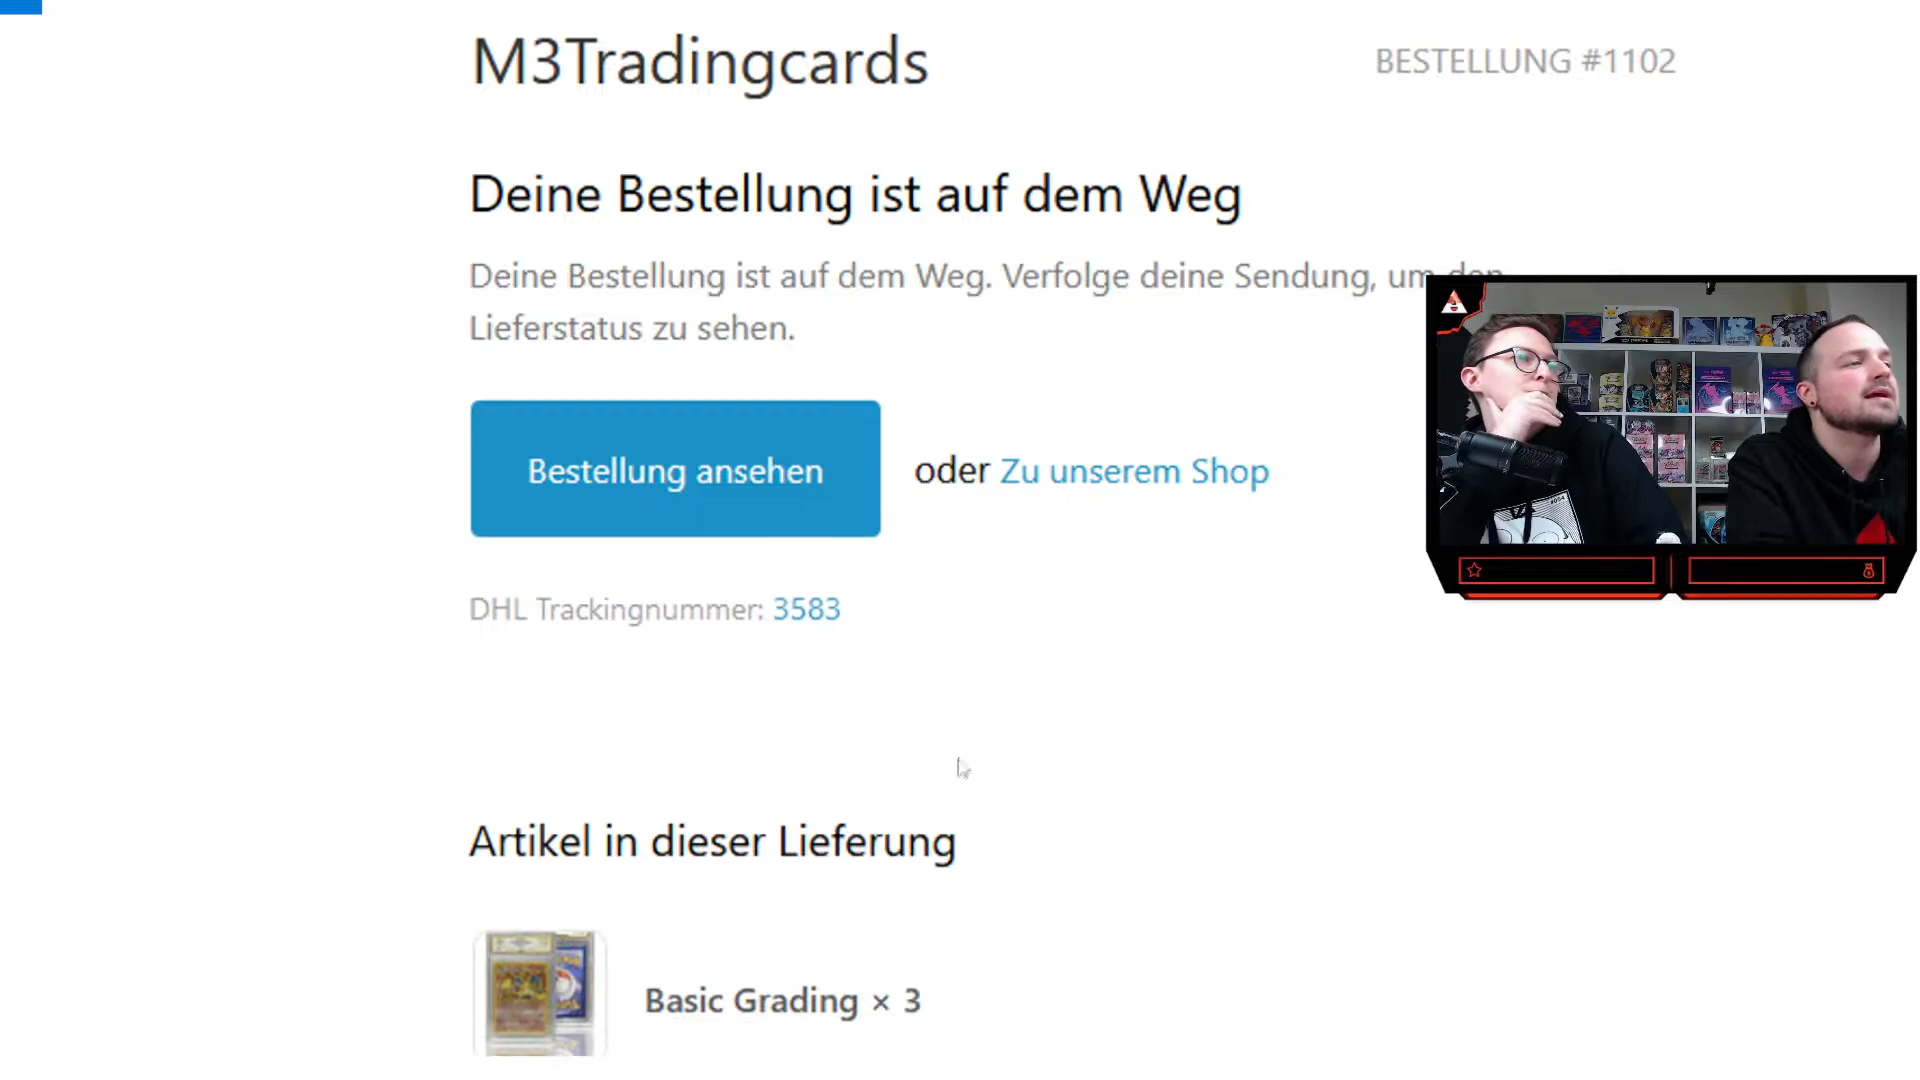 M3Tradingcards
BESTELLUNG #1102
Deine Bestellung ist auf dem Weg
Deine Bestellung ist auf dem Weg. Verfolge deine Sendung, um den
Lieferstatus zu sehen.
Bestellung ansehen
oder Zu unserem Shop
DHL Trackingnummer: 3583
Artikel in dieser Lieferung
Basic Grading × 3